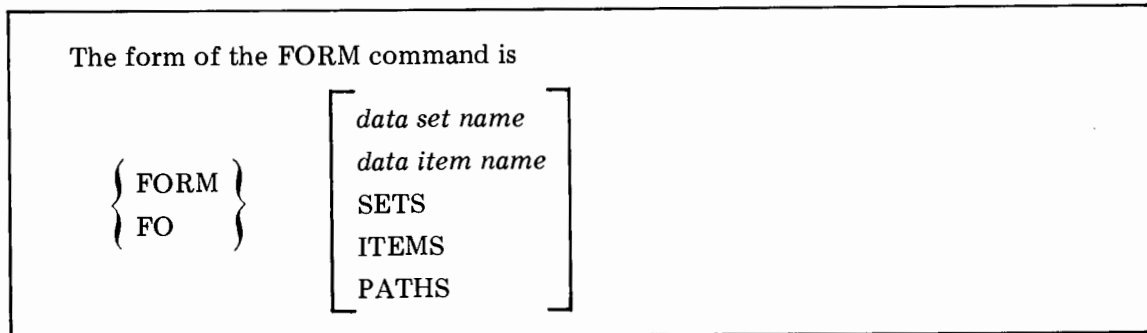 The form of the FORM command is
data set name
data item name
FORM
SETS
FO
ITEMS
PATHS